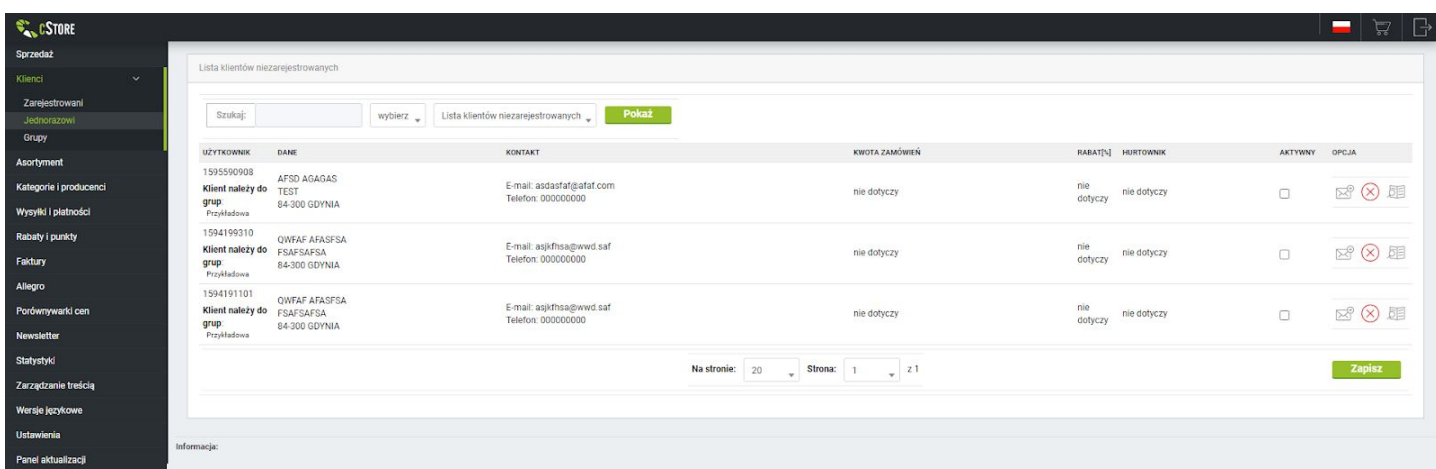 cStore
Sprzedaż
Klienci
Zarejestrowani
Jednorazowi
Grupy
Asortyment
Kategorie i producenci
Wysyłki i płatności
Rabaty i punkty
Faktury
Allegro
Porównywarki cen
Newsletter
Statystyki
Zarządzanie treścią
Wersje językowe
Ustawienia
Panel aktualizacji
Lista klientów niezarejestrowanych
Szukaj: wybierz Lista klientów niezarejestrowanych Pokaż
UŻYTKOWNIK DANE KONTAKT KWOTA ZAMÓWIEŃ RABAT[%] HURTOWNIK AKTYWNY OPCJA
1595590908
Klient należy do
grup:
Przykładowa
AFSD AGAGAS
TEST
84-300 GDYNIA
E-mail: asdasfaf@afaf.com
Telefon: 000000000
nie dotyczy
nie
dotyczy
nie dotyczy
1594199310
Klient należy do
grup:
Przykładowa
QWFAF AFASFSA
FSAFSAFSA
84-300 GDYNIA
E-mail: asjkfhsa@wwd.saf
Telefon: 000000000
nie dotyczy
nie
dotyczy
nie dotyczy
1594191101
Klient należy do
grup:
Przykładowa
QWFAF AFASFSA
FSAFSAFSA
84-300 GDYNIA
E-mail: asjkfhsa@wwd.saf
Telefon: 000000000
nie dotyczy
nie
dotyczy
nie dotyczy
Na stronie: 20 Strona: 1 z 1
Zapisz
Informacja: